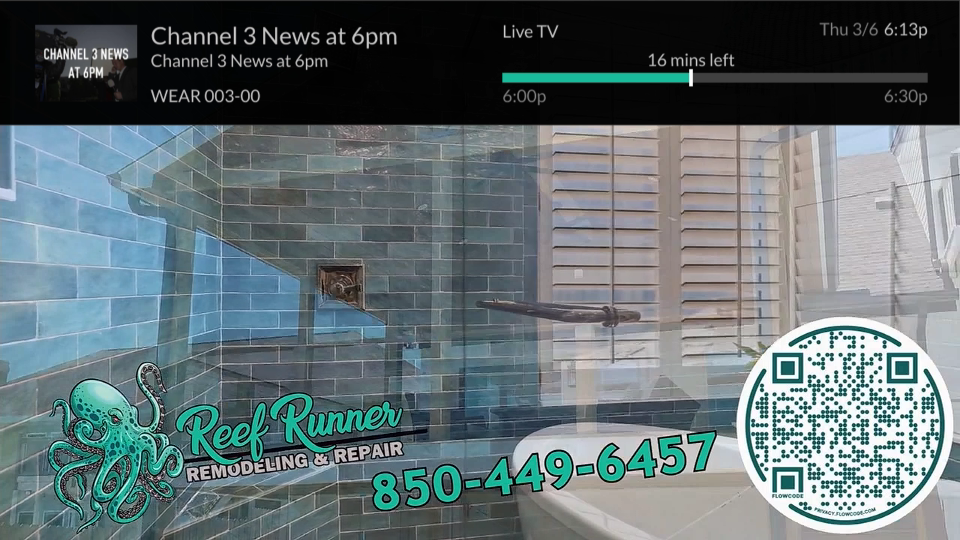 CHANNEL 3 NEWS
AT 6PM
Channel 3 News at 6pm
Channel 3 News at 6pm
WEAR 003-00
Live TV
Thu 3/6 6:13p
16 mins left
6:00p
6:30p
Reef Runner
REMODELING & REPAIR
850-449-6457
FLOWCODE
PRIVACY.FLOWCODE.COM